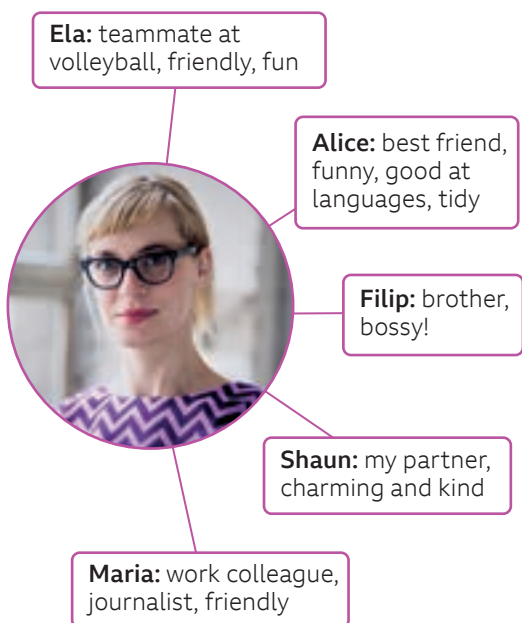 Ela: teammate at
volleyball, friendly, fun
Alice: best friend,
funny, good at
languages, tidy
Filip: brother,
bossy!
Shaun: my partner,
charming and kind
Maria: work colleague,
journalist, friendly